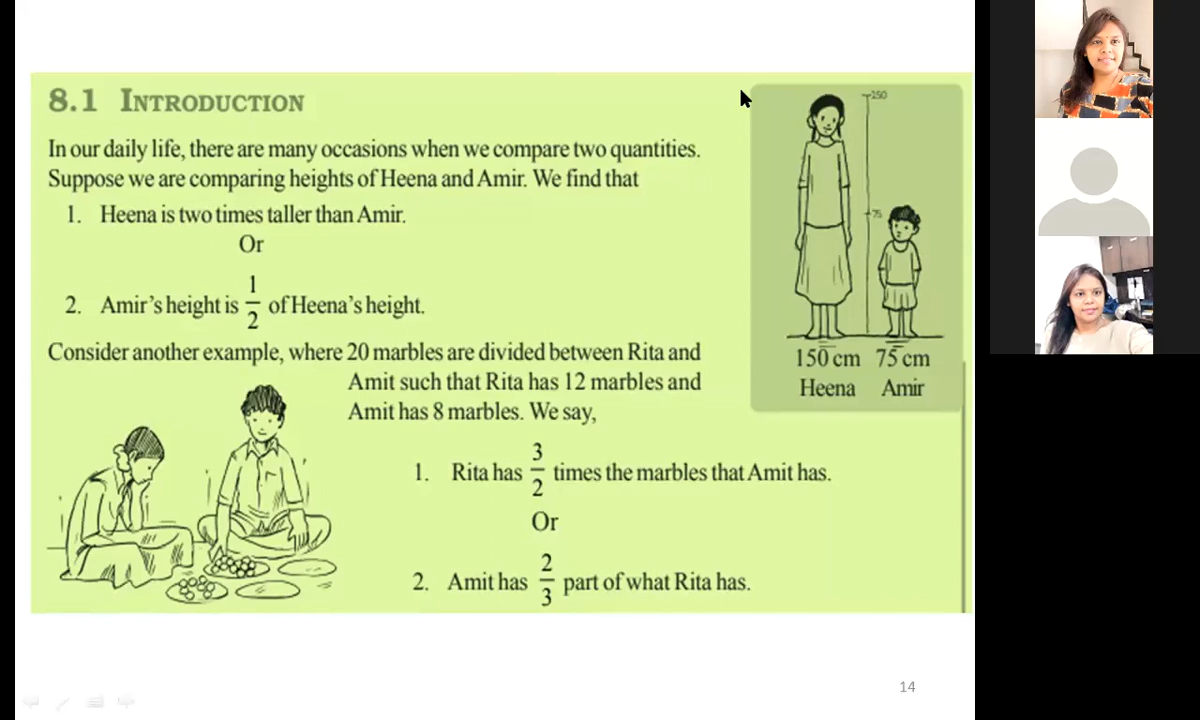 8.1 INTRODUCTION
In our daily life, there are many occasions when we compare two quantities.
Suppose we are comparing heights of Heena and Amir. We find that
1. Heena is two times taller than Amir.
Or
2. Amir's height is 1/2 of Heena's height.
Consider another example, where 20 marbles are divided between Rita and
Amit such that Rita has 12 marbles and
Amit has 8 marbles. We say,
1. Rita has 3/2 times the marbles that Amit has.
Or
2. Amit has 2/3 part of what Rita has.
150
75
150 cm 75 cm
Heena Amir
14